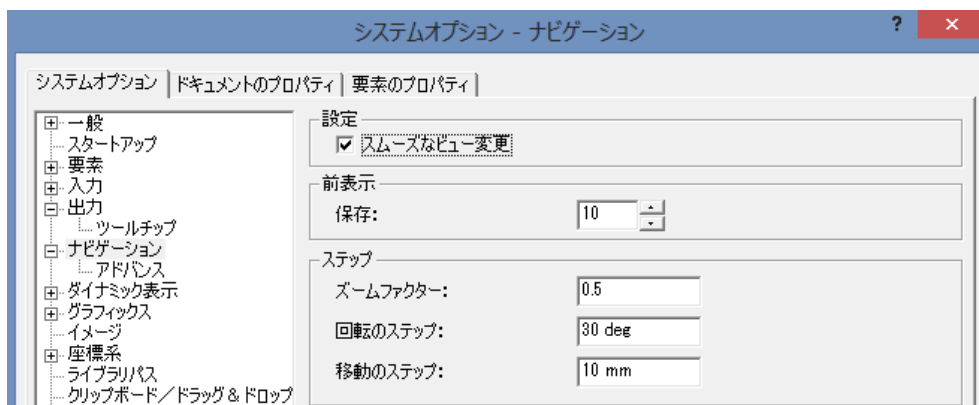 システムオプション - ナビゲーション
? ×
システムオプション ドキュメントのプロパティ 要素のプロパティ
一般
スタートアップ
要素
入力
出力
ツールチップ
ナビゲーション
アドバンス
ダイナミック表示
グラフィックス
イメージ
座標系
ライブラリパス
クリップボード／ドラッグ＆ドロップ
設定
スムーズなビュー変更
前表示
保存: 10
ステップ
ズームファクター: 0.5
回転のステップ: 30 deg
移動のステップ: 10 mm